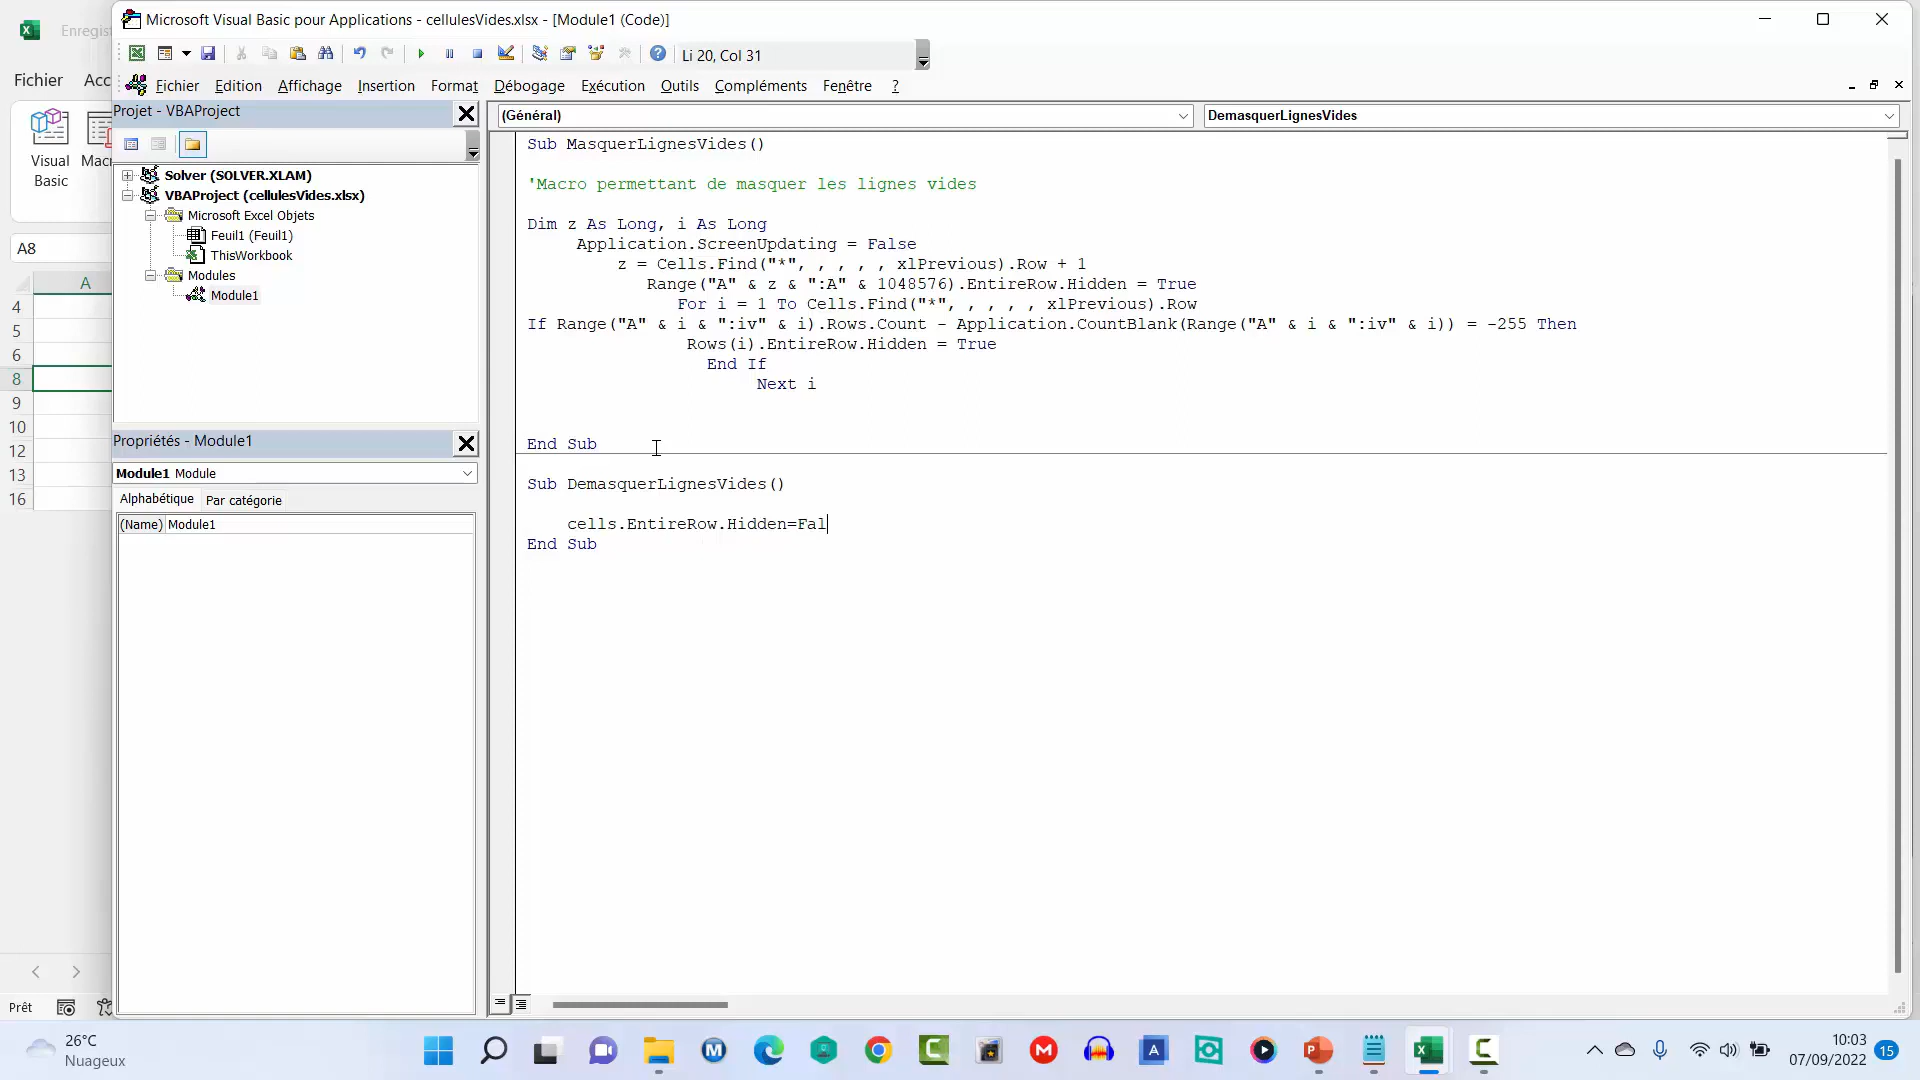 Microsoft Visual Basic pour Applications - cellulesVides.xlsx - [Module1 (Code)]
Enregis
Li 20, Col 31
Fichier
Acc
Fichier Edition Affichage Insertion Format Débogage Exécution Outils Compléments Fenêtre ?
Projet - VBAProject
(Général)
DemasquerLignesVides
Visual
Basic
Mac
Solver (SOLVER.XLAM)
VBAProject (cellulesVides.xlsx)
Microsoft Excel Objets
Feuil1 (Feuil1)
ThisWorkbook
Modules
Module1
A8
A
4
5
6
8
9
10
12
13
16
Propriétés - Module1
Module1 Module
Alphabétique Par catégorie
(Name) Module1
Sub MasquerLignesVides()
'Macro permettant de masquer les lignes vides
Dim z As Long, i As Long
Application.ScreenUpdating = False
z = Cells.Find("*", , , , , xlPrevious).Row + 1
Range("A" & z & ":A" & 1048576).EntireRow.Hidden = True
For i = 1 To Cells.Find("*", , , , , xlPrevious).Row
If Range("A" & i & ":iv" & i).Rows.Count - Application.CountBlank(Range("A" & i & ":iv" & i)) = -255 Then
Rows(i).EntireRow.Hidden = True
End If
Next i
End Sub
Sub DemasquerLignesVides()
cells.EntireRow.Hidden=Fal
End Sub
Prêt
26°C
Nuageux
10:03
07/09/2022
15